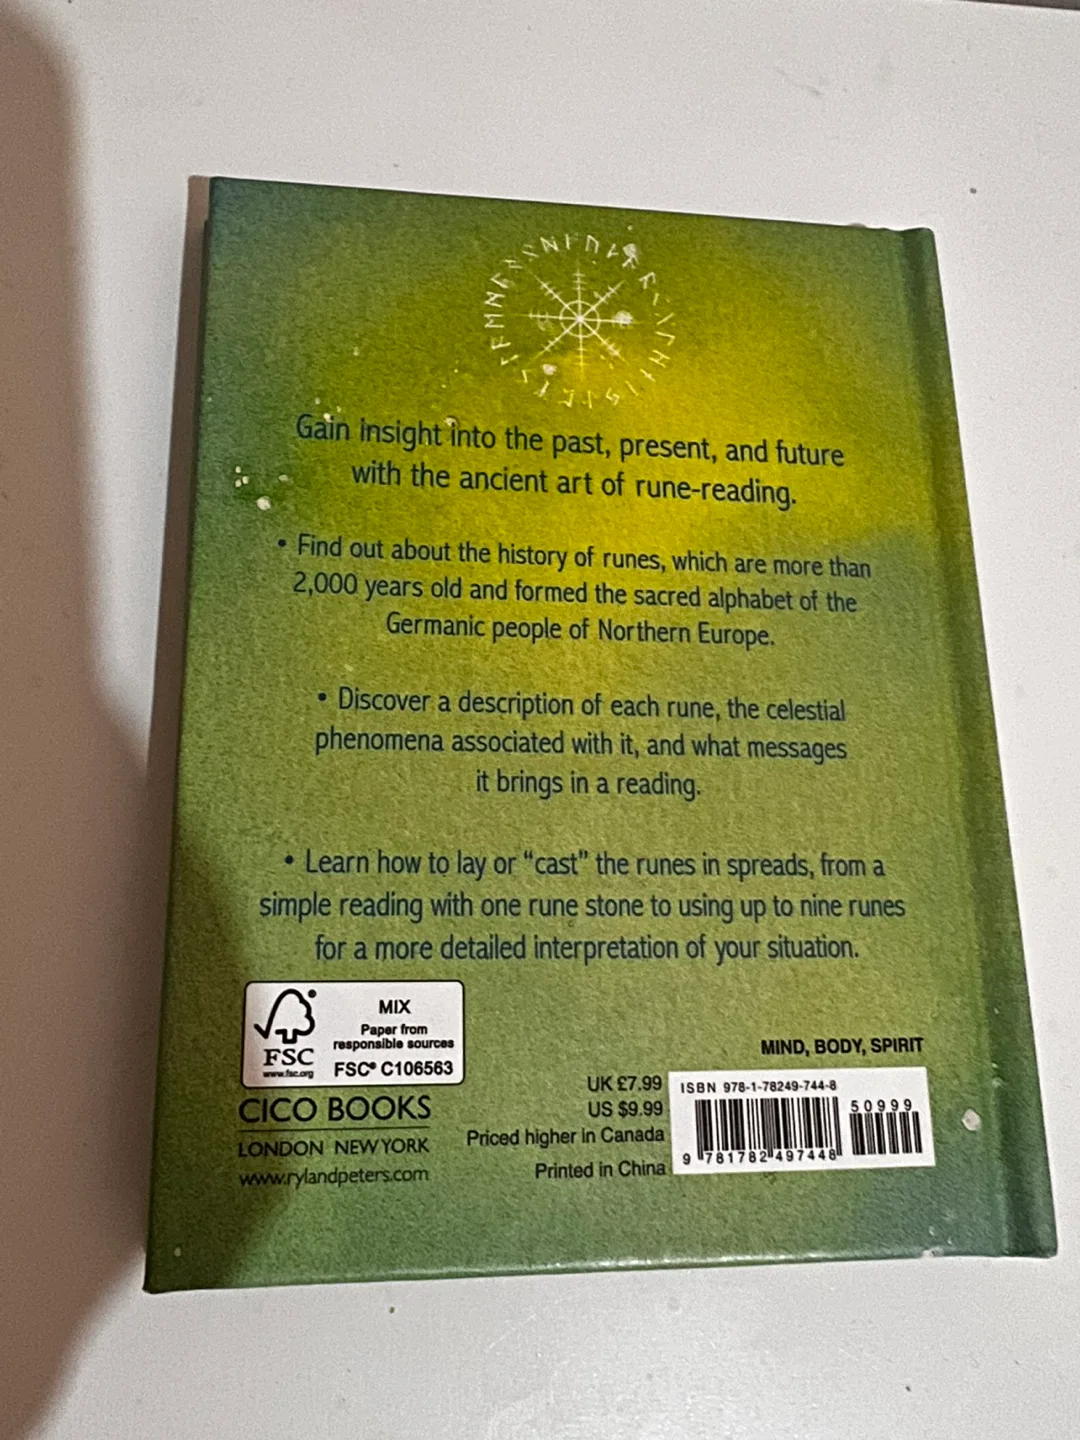 Gain insight into the past, present, and future
with the ancient art of rune-reading.
• Find out about the history of runes, which are more than
2,000 years old and formed the sacred alphabet of the
Germanic people of Northern Europe.
• Discover a description of each rune, the celestial
phenomena associated with it, and what messages
it brings in a reading.
• Learn how to lay or “cast” the runes in spreads, from a
simple reading with one rune stone to using up to nine runes
for a more detailed interpretation of your situation.
MIX
Paper from
responsible sources
FSC® C106563
FSC
www.fsc.org
CICO BOOKS
LONDON NEW YORK
www.rylandpeters.com
MIND, BODY, SPIRIT
UK £7.99
US $9.99
Priced higher in Canada
Printed in China
ISBN 978-1-78249-744-8
50999
9 781782 497448